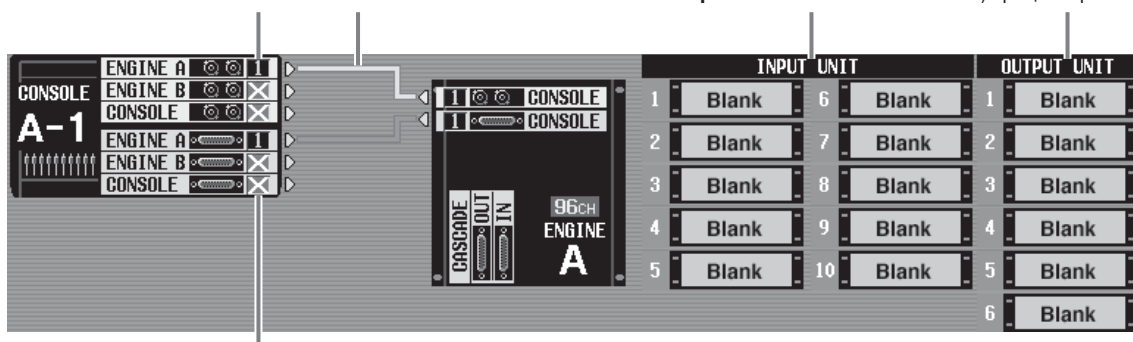 ENGINE A 1
ENGINE B
CONSOLE
ENGINE A 1
ENGINE B
CONSOLE
CONSOLE
A-1
1 CONSOLE
1 CONSOLE
CASCADE
OUT
IN
96CH
ENGINE
A
INPUT UNIT
1 Blank 6 Blank
2 Blank 7 Blank
3 Blank 8 Blank
4 Blank 9 Blank
5 Blank 10 Blank
OUTPUT UNIT
1 Blank
2 Blank
3 Blank
4 Blank
5 Blank
6 Blank